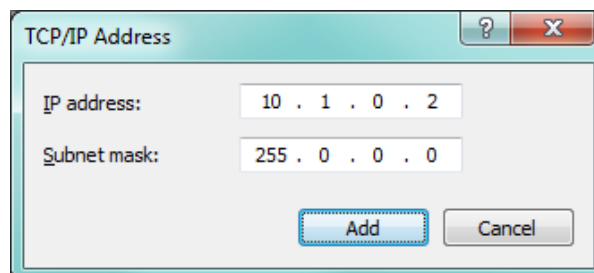 TCP/IP Address
IP address: 10 . 1 . 0 . 2
Subnet mask: 255 . 0 . 0 . 0
Add Cancel